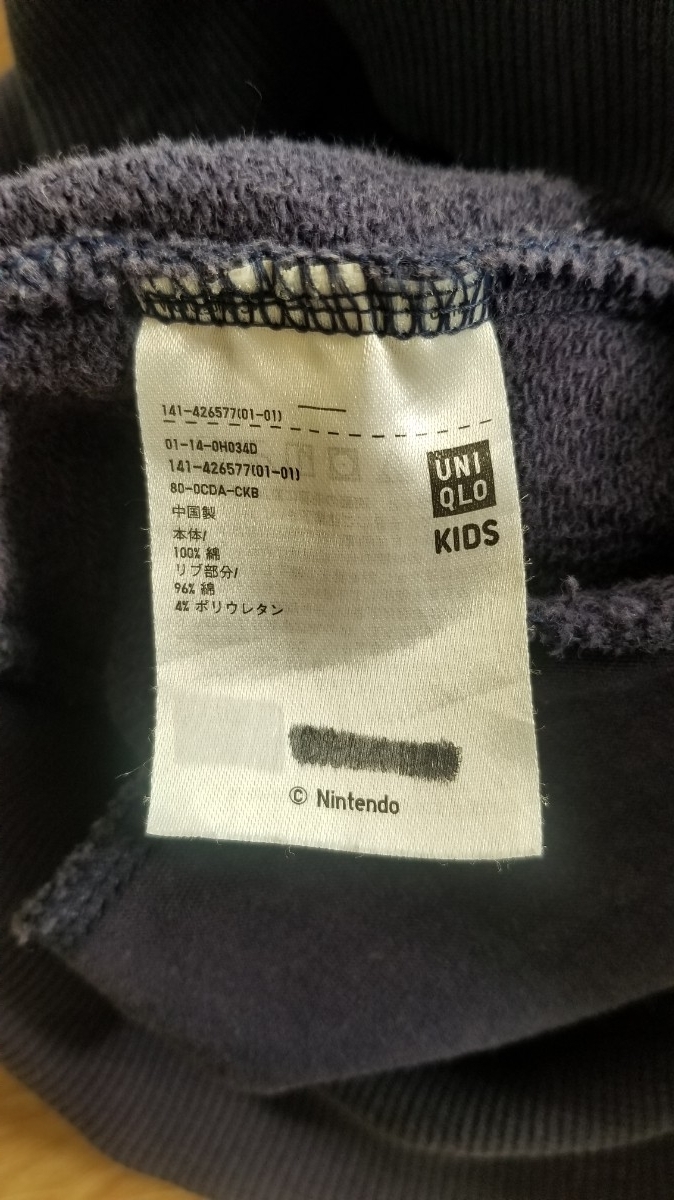 141-426577(01-01)
01-14-0H034D
141-426577(01-01)
80-0CDA-CKB
中国製
本体/
100% 綿
リブ部分/
96% 綿
4% ポリウレタン
UNI
QLO
KIDS
© Nintendo